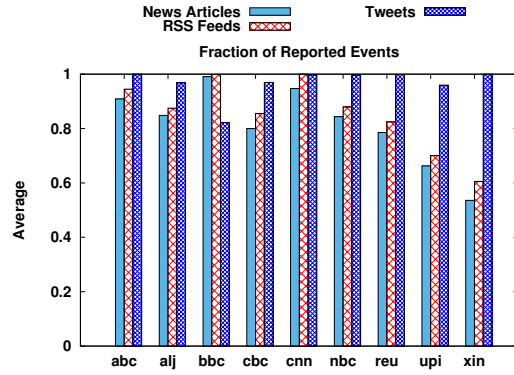 News Articles
RSS Feeds
Tweets
Fraction of Reported Events
Average
1
0.8
0.6
0.4
0.2
0
abc alj bbc cbc cnn nbc reu upi xin